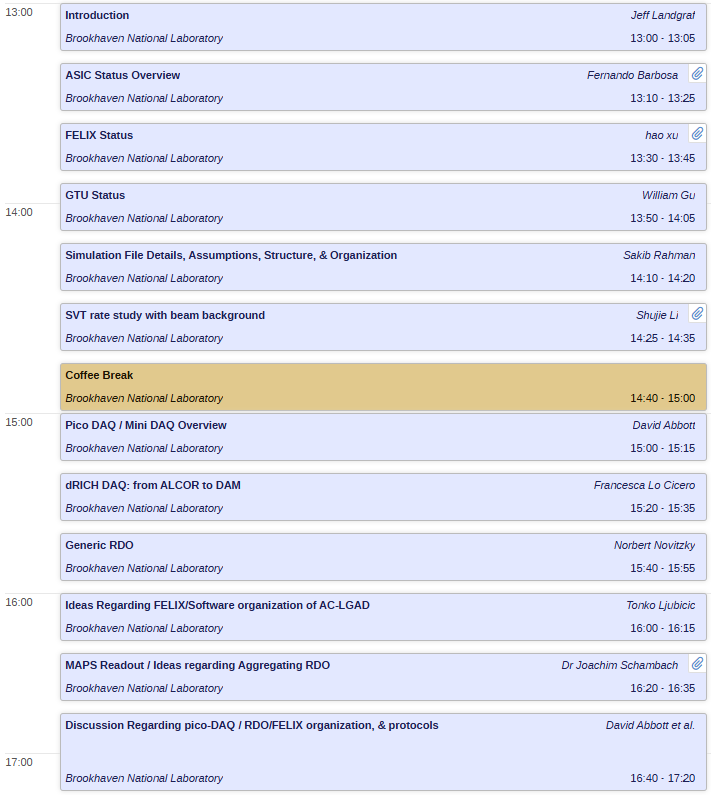 13:00
Introduction Jeff Landgraf
Brookhaven National Laboratory 13:00 - 13:05
ASIC Status Overview Fernando Barbosa
Brookhaven National Laboratory 13:10 - 13:25
FELIX Status hao xu
Brookhaven National Laboratory 13:30 - 13:45
GTU Status William Gu
14:00
Brookhaven National Laboratory 13:50 - 14:05
Simulation File Details, Assumptions, Structure, & Organization Sakib Rahman
Brookhaven National Laboratory 14:10 - 14:20
SVT rate study with beam background Shujie Li
Brookhaven National Laboratory 14:25 - 14:35
Coffee Break
Brookhaven National Laboratory 14:40 - 15:00
15:00
Pico DAQ / Mini DAQ Overview David Abbott
Brookhaven National Laboratory 15:00 - 15:15
dRICH DAQ: from ALCOR to DAM Francesca Lo Cicero
Brookhaven National Laboratory 15:20 - 15:35
Generic RDO Norbert Novitzky
Brookhaven National Laboratory 15:40 - 15:55
16:00
Ideas Regarding FELIX/Software organization of AC-LGAD Tonko Ljubicic
Brookhaven National Laboratory 16:00 - 16:15
MAPS Readout / Ideas regarding Aggregating RDO Dr Joachim Schambach
Brookhaven National Laboratory 16:20 - 16:35
Discussion Regarding pico-DAQ / RDO/FELIX organization, & protocols David Abbott et al.
17:00
Brookhaven National Laboratory 16:40 - 17:20